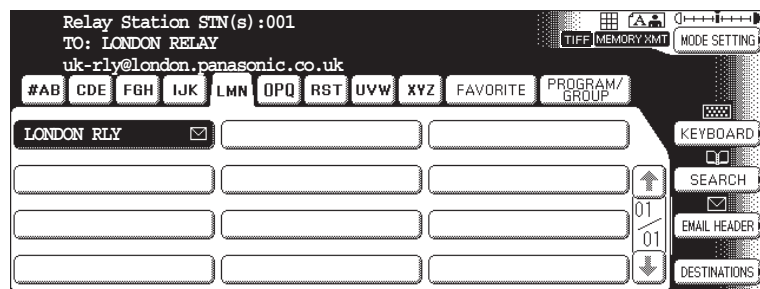 Relay Station STN(s):001
TO: LONDON RELAY
uk-rly@london.panasonic.co.uk
TIFF MEMORY XMT MODE SETTING
#AB CDE FGH IJK LMN OPQ RST UVW XYZ FAVORITE PROGRAM/
GROUP
LONDON RLY
KEYBOARD
SEARCH
01
01
EMAIL HEADER
DESTINATIONS